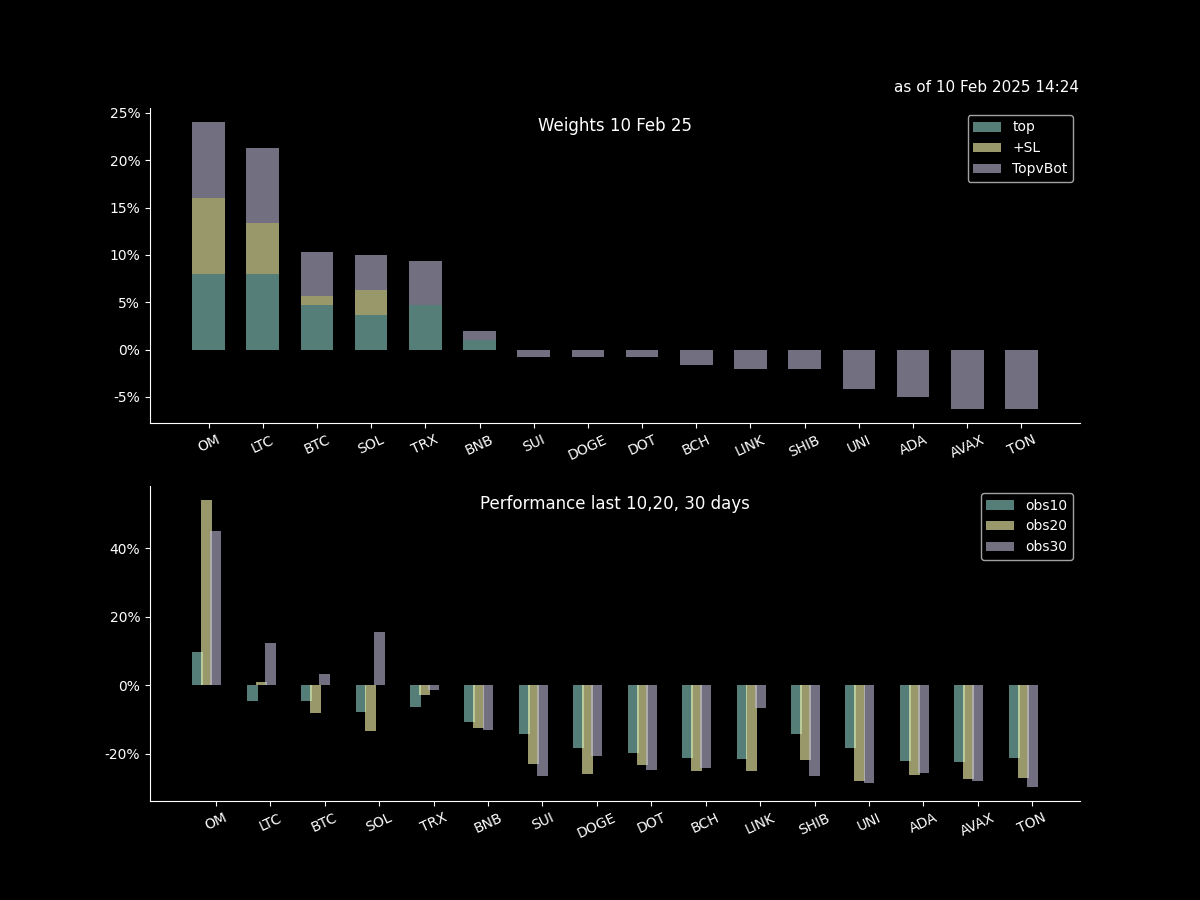 as of 10 Feb 2025 14:24
Weights 10 Feb 25
top
+SL
TopvBot
25%
20%
15%
10%
5%
0%
-5%
OM LTC BTC SOL TRX BNB SUI DOGE DOT BCH LINK SHIB UNI ADA AVAX TON
Performance last 10,20, 30 days
obs10
obs20
obs30
40%
20%
0%
-20%
OM LTC BTC SOL TRX BNB SUI DOGE DOT BCH LINK SHIB UNI ADA AVAX TON